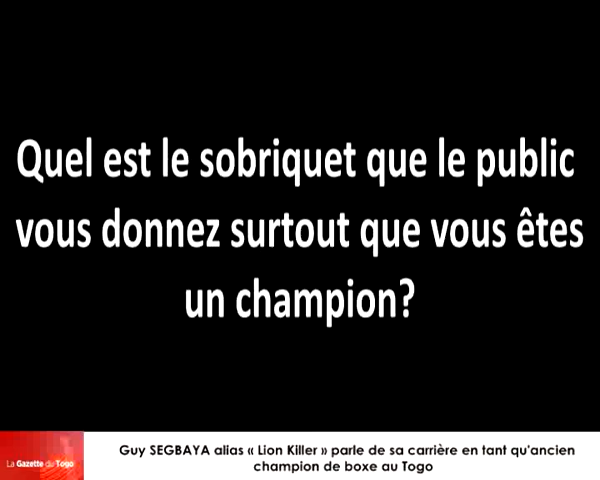 Quel est le sobriquet que le public
vous donnez surtout que vous êtes
un champion?
La Gazette du Togo
Guy SEGBAYA alias « Lion Killer » parle de sa carrière en tant qu'ancien
champion de boxe au Togo